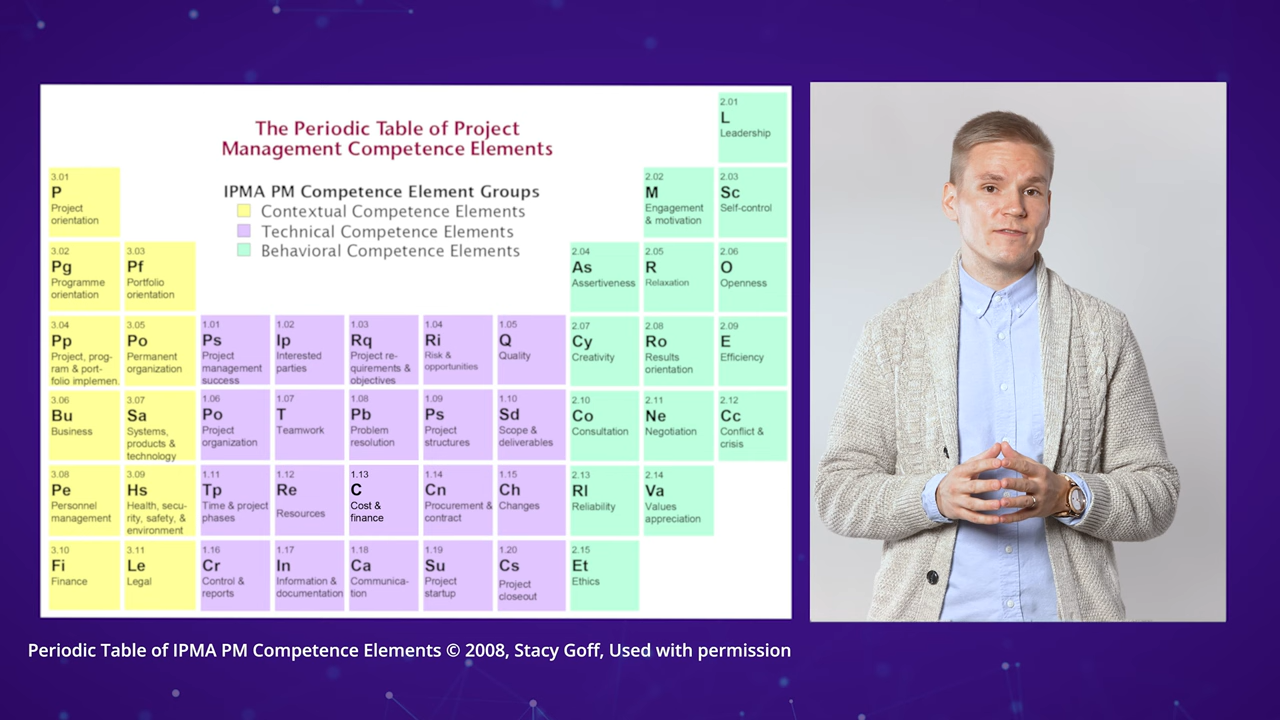 The Periodic Table of Project
Management Competence Elements
IPMA PM Competence Element Groups
Contextual Competence Elements
Technical Competence Elements
Behavioral Competence Elements
2.01
L
Leadership
3.01
P
Project
orientation
2.02
M
Engagement
& motivation
2.03
Sc
Self-control
3.02
Pg
Programme
orientation
3.03
Pf
Portfolio
orientation
2.04
As
Assertiveness
2.05
R
Relaxation
2.06
O
Openness
3.04
Pp
Project, prog-
ram & port-
folio implemen.
3.05
Po
Permanent
organization
1.01
Ps
Project
management
success
1.02
Ip
Interested
parties
1.03
Rq
Project re-
quirements &
objectives
1.04
Ri
Risk &
opportunities
1.05
Q
Quality
2.07
Cy
Creativity
2.08
Ro
Results
orientation
2.09
E
Efficiency
3.06
Bu
Business
3.07
Sa
Systems,
products &
technology
1.06
Po
Project
organization
1.07
T
Teamwork
1.08
Pb
Problem
resolution
1.09
Ps
Project
structures
1.10
Sd
Scope &
deliverables
2.10
Co
Consultation
2.11
Ne
Negotiation
2.12
Cc
Conflict &
crisis
3.08
Pe
Personnel
management
3.09
Hs
Health, secu-
rity, safety, &
environment
1.11
Tp
Time & project
phases
1.12
Re
Resources
1.13
C
Cost &
finance
1.14
Cn
Procurement &
contract
1.15
Ch
Changes
2.13
Rl
Reliability
2.14
Va
Values
appreciation
3.10
Fi
Finance
3.11
Le
Legal
1.16
Cr
Control &
reports
1.17
In
Information &
documentation
1.18
Ca
Communica-
tion
1.19
Su
Project
startup
1.20
Cs
Project
closeout
2.15
Et
Ethics
Periodic Table of IPMA PM Competence Elements © 2008, Stacy Goff, Used with permission